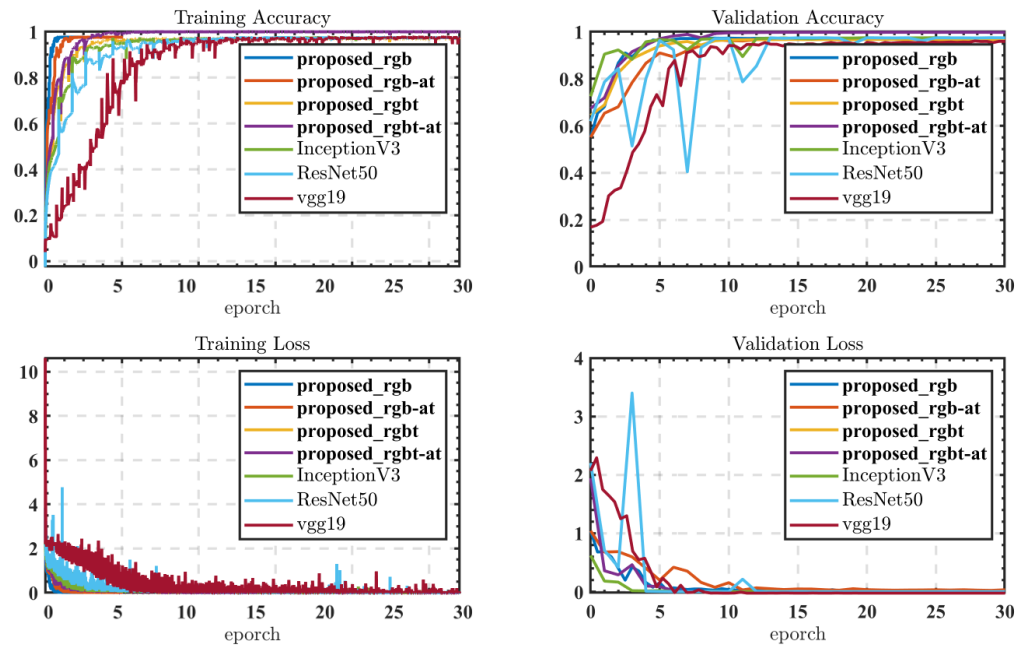 Training Accuracy
1
0.8
0.6
0.4
0.2
0
proposed_rgb
proposed_rgb-at
proposed_rgbt
proposed_rgbt-at
InceptionV3
ResNet50
vgg19
0 5 10 15 20 25 30
eporch
Validation Accuracy
1
0.8
0.6
0.4
0.2
0
proposed_rgb
proposed_rgb-at
proposed_rgbt
proposed_rgbt-at
InceptionV3
ResNet50
vgg19
0 5 10 15 20 25 30
eporch
Training Loss
10
8
6
4
2
0
proposed_rgb
proposed_rgb-at
proposed_rgbt
proposed_rgbt-at
InceptionV3
ResNet50
vgg19
0 5 10 15 20 25 30
eporch
Validation Loss
4
3
2
1
0
proposed_rgb
proposed_rgb-at
proposed_rgbt
proposed_rgbt-at
InceptionV3
ResNet50
vgg19
0 5 10 15 20 25 30
eporch